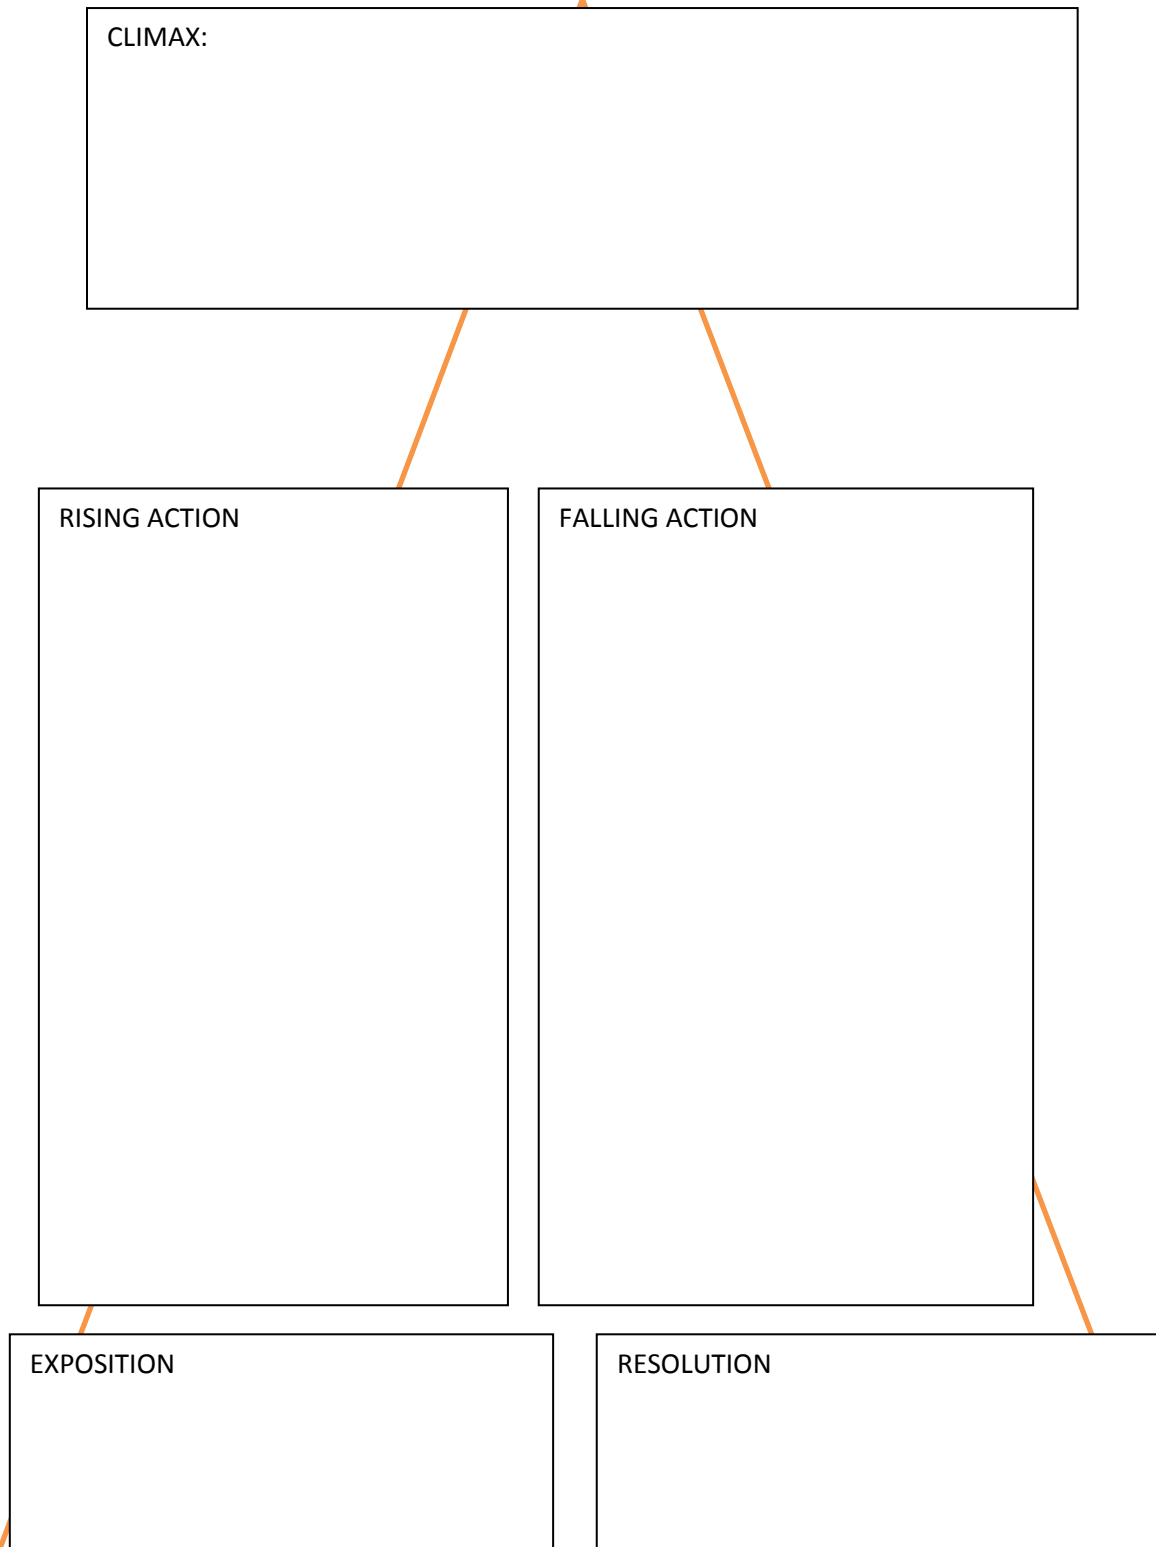 CLIMAX:
RISING ACTION
FALLING ACTION
EXPOSITION
RESOLUTION